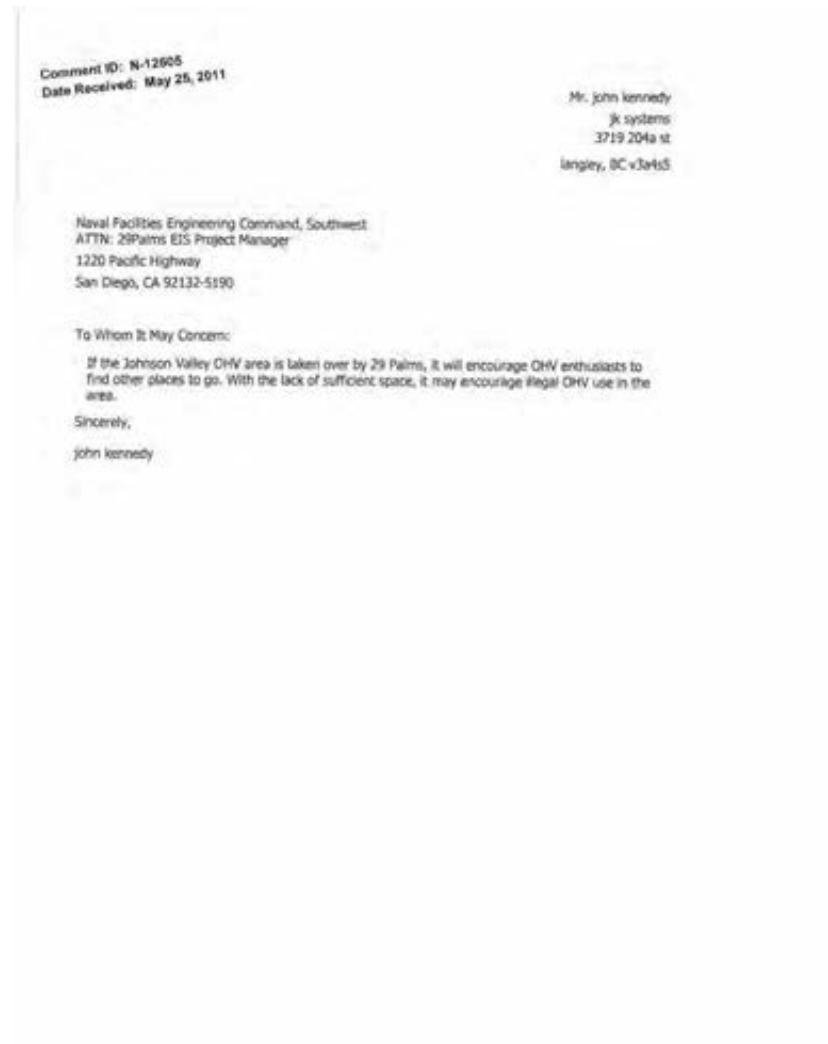 Comment ID: N-12605
Date Received: May 25, 2011
Mr. john kennedy
jk systems
3719 204a st
langley, BC v3a4s5
Naval Facilities Engineering Command, Southwest
ATTN: 29Palms EIS Project Manager
1220 Pacific Highway
San Diego, CA 92132-5190
To Whom It May Concern:
If the Johnson Valley OHV area is taken over by 29 Palms, it will encourage OHV enthusiasts to
find other places to go. With the lack of sufficient space, it may encourage illegal OHV use in the
area.
Sincerely,
john kennedy